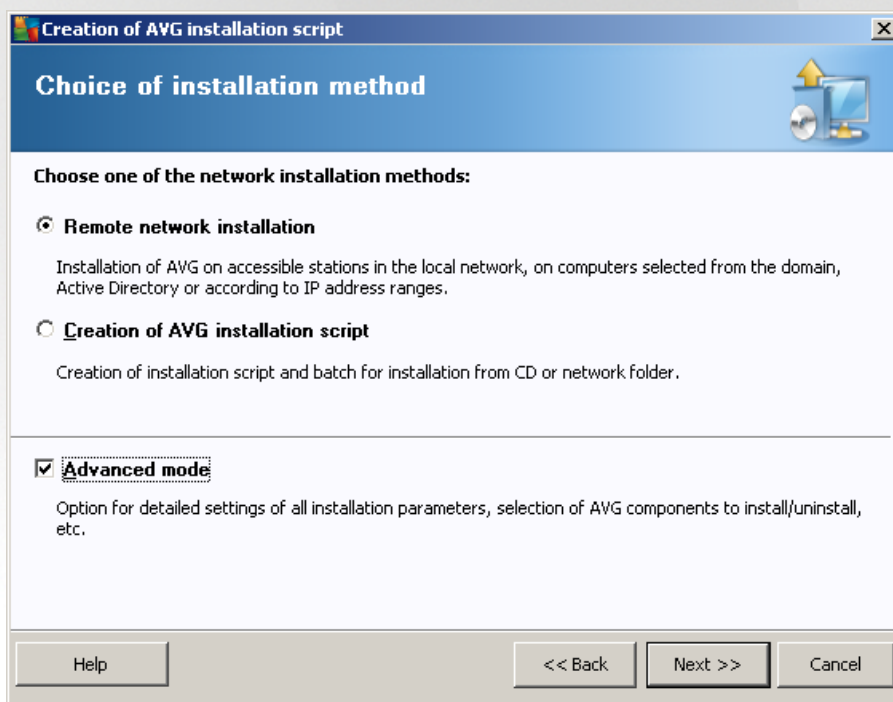 Creation of AVG installation script
Choice of installation method
Choose one of the network installation methods:
Remote network installation
Installation of AVG on accessible stations in the local network, on computers selected from the domain,
Active Directory or according to IP address ranges.
Creation of AVG installation script
Creation of installation script and batch for installation from CD or network folder.
Advanced mode
Option for detailed settings of all installation parameters, selection of AVG components to install/uninstall,
etc.
Help
<< Back
Next >>
Cancel